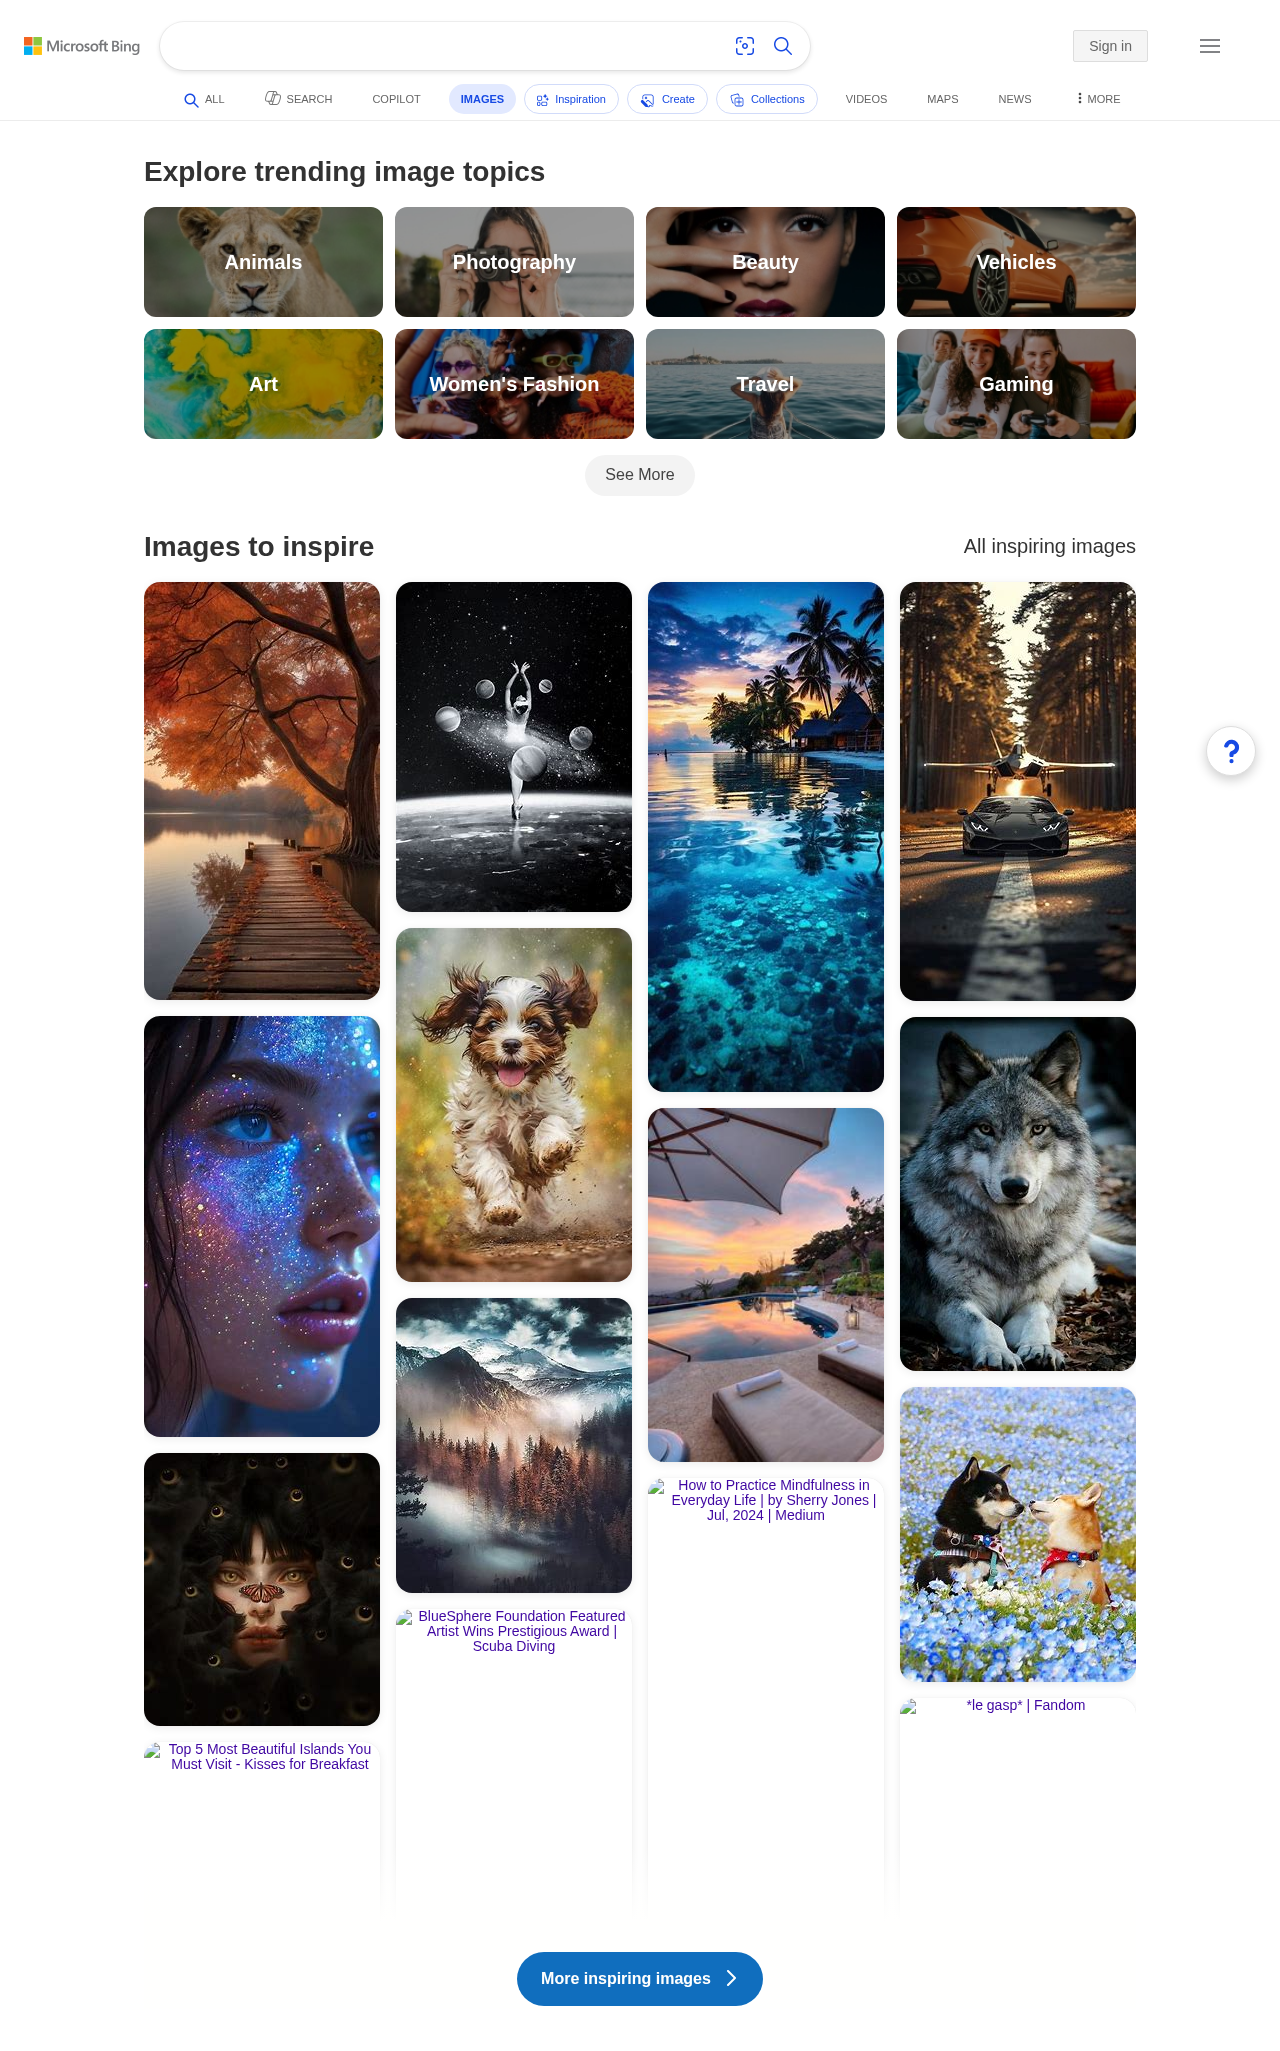 Microsoft Bing
Sign in
ALL
SEARCH
COPILOT
IMAGES
Inspiration
Create
Collections
VIDEOS
MAPS
NEWS
MORE
Explore trending image topics
Animals
Photography
Beauty
Vehicles
Art
Women's Fashion
Travel
Gaming
See More
Images to inspire
All inspiring images
?
How to Practice Mindfulness in
Everyday Life | by Sherry Jones |
Jul, 2024 | Medium
BlueSphere Foundation Featured
Artist Wins Prestigious Award |
Scuba Diving
*le gasp* | Fandom
Top 5 Most Beautiful Islands You
Must Visit - Kisses for Breakfast
More inspiring images